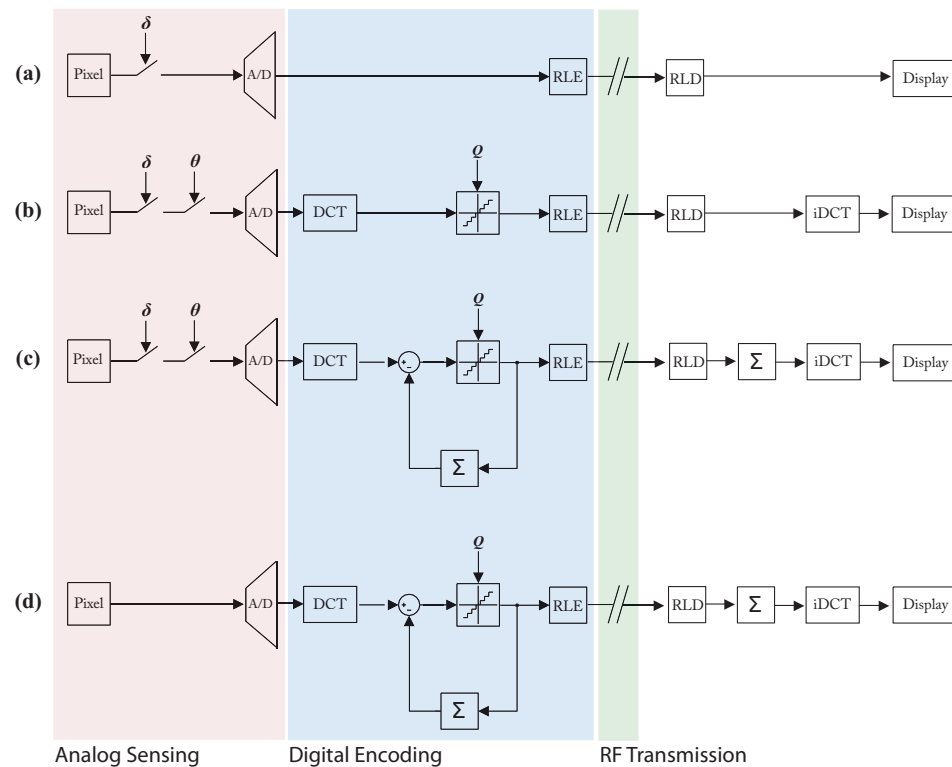 δ
(a) Pixel A/D RLE RLD Display
δ θ Q
(b) Pixel A/D DCT RLE RLD iDCT Display
δ θ Q
(c) Pixel A/D DCT + - RLE RLD Σ iDCT Display
Σ
Q
(d) Pixel A/D DCT + - RLE RLD Σ iDCT Display
Σ
Analog Sensing Digital Encoding RF Transmission